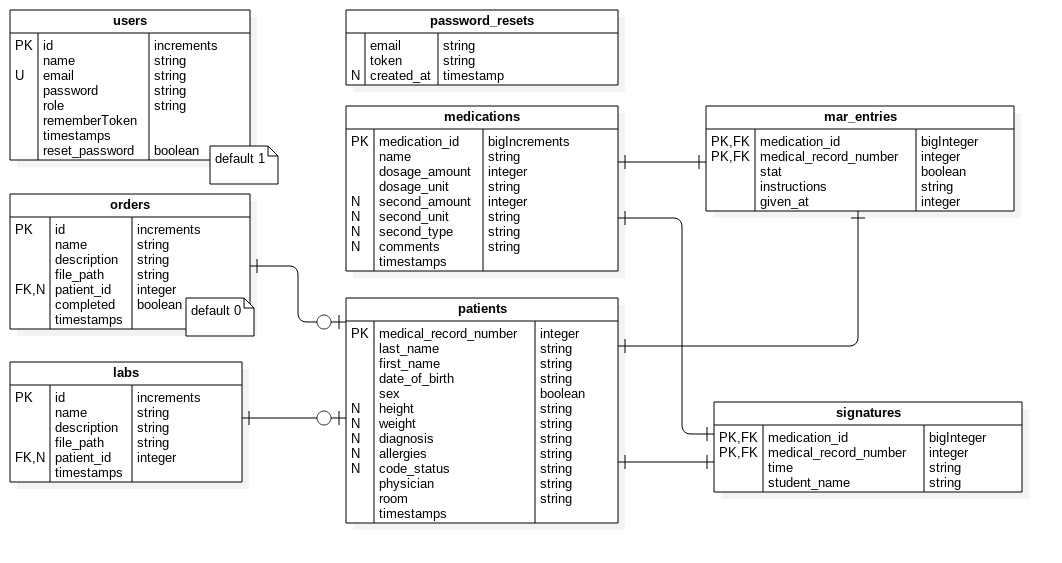 users
PK id increments
name string
U email string
password string
role string
rememberToken
timestamps
reset_password boolean
default 1
password_resets
email string
token string
N created_at timestamp
medications
PK medication_id bigIncrements
name string
dosage_amount integer
dosage_unit string
N second_amount integer
N second_unit string
N second_type string
N comments string
timestamps
mar_entries
PK,FK medication_id bigInteger
PK,FK medical_record_number integer
stat boolean
instructions string
given_at integer
orders
PK id increments
name string
description string
file_path string
FK,N patient_id integer
completed boolean
timestamps
default 0
patients
PK medical_record_number integer
last_name string
first_name string
date_of_birth string
sex boolean
N height string
N weight string
N diagnosis string
N allergies string
N code_status string
physician string
room string
timestamps
labs
PK id increments
name string
description string
file_path string
FK,N patient_id integer
timestamps
signatures
PK,FK medication_id bigInteger
PK,FK medical_record_number integer
time string
student_name string